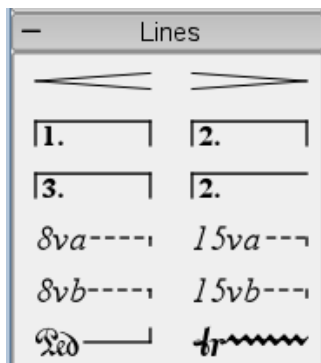 Lines
1. 2.
3. 2.
8va 15va
8vb 15vb
Ped tr